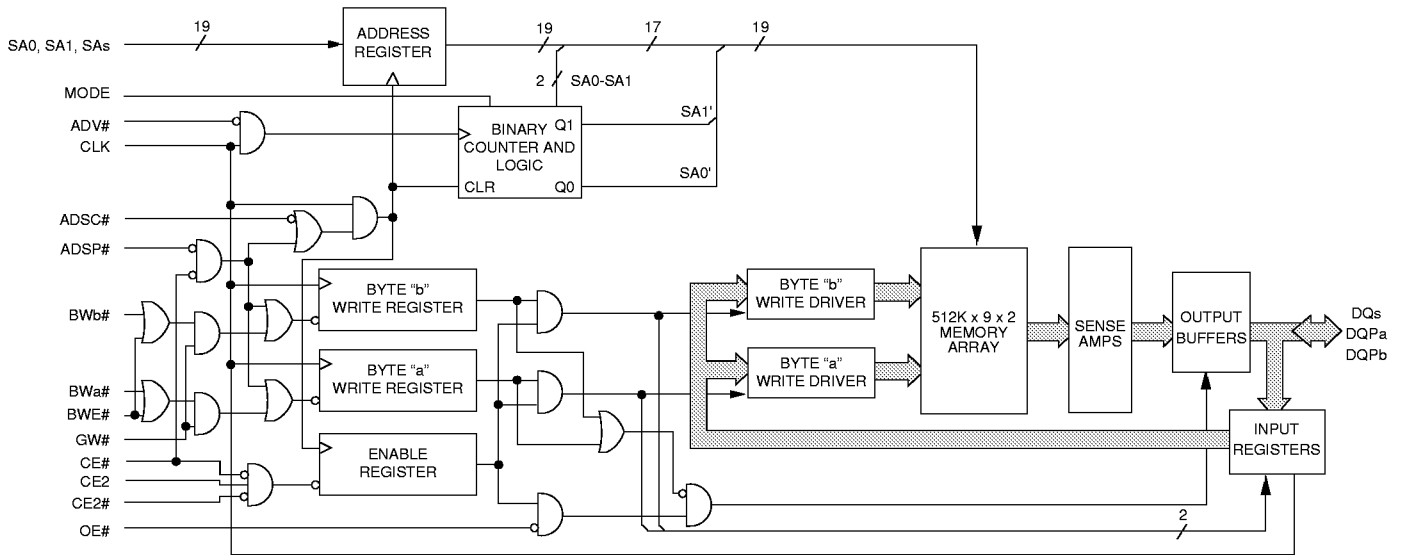 19
SA0, SA1, SAs
ADDRESS
REGISTER
19
17
19
2
SA0-SA1
MODE
ADV#
CLK
BINARY
COUNTER AND
LOGIC
Q1
CLR
Q0
SA1'
SA0'
ADSC#
ADSP#
BWb#
BWa#
BWE#
GW#
CE#
CE2
CE2#
OE#
BYTE “b”
WRITE REGISTER
BYTE “a”
WRITE REGISTER
ENABLE
REGISTER
BYTE “b”
WRITE DRIVER
BYTE “a”
WRITE DRIVER
512K x 9 x 2
MEMORY
ARRAY
SENSE
AMPS
OUTPUT
BUFFERS
DQs
DQPa
DQPb
INPUT
REGISTERS
2